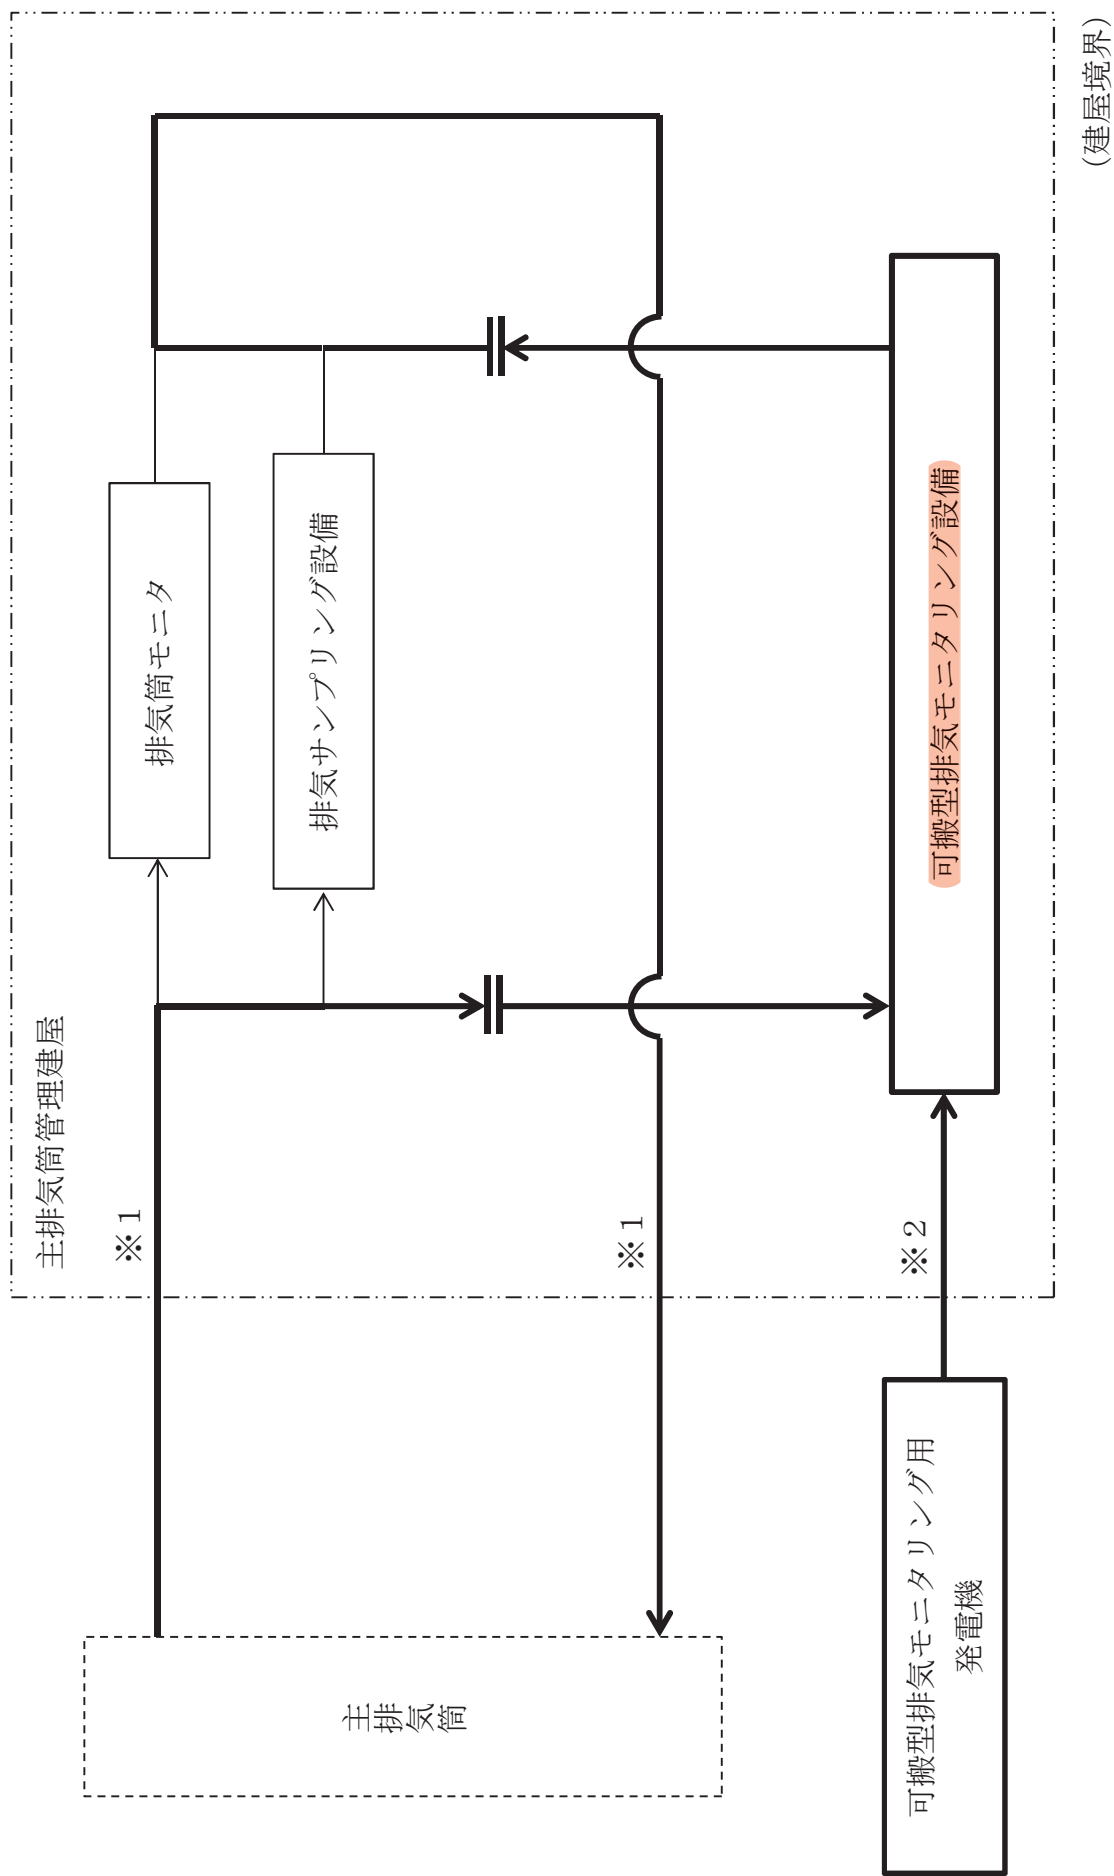 主排気筒管理建屋
(建屋境界)
※1
排気筒モニタ
排気サンプリング設備
主排気筒
※1
※2
可搬型排気モニタリング設備
可搬型排気モニタリング用
発電機